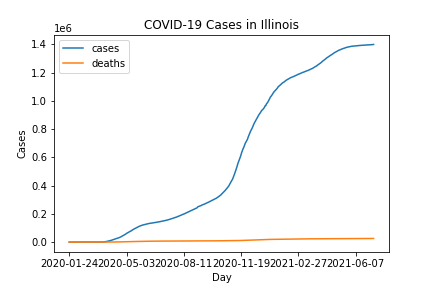 COVID-19 Cases in Illinois
1e6
cases
deaths
1.4
1.2
1.0
0.8
0.6
0.4
0.2
0.0
Cases
2020-01-24 2020-05-03 2020-08-11 2020-11-19 2021-02-27 2021-06-07
Day